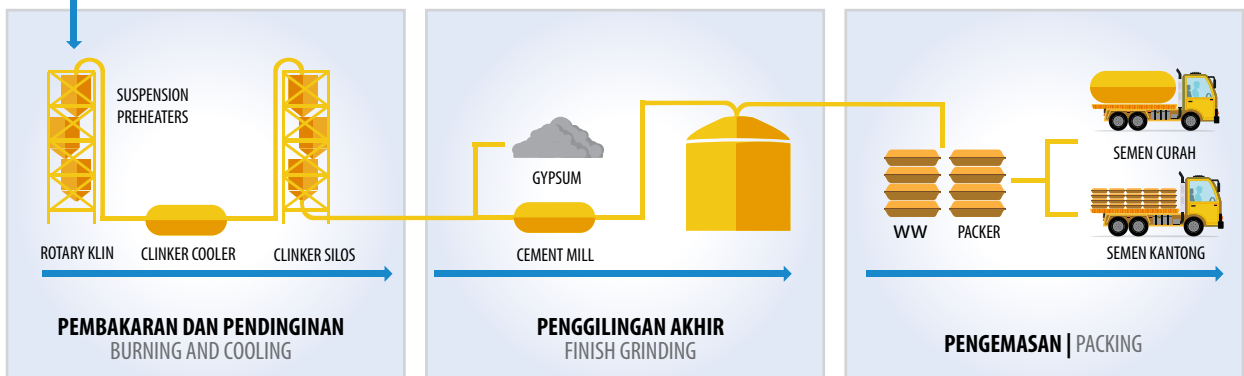 SUSPENSION
PREHEATERS
ROTARY KLIN
CLINKER COOLER
CLINKER SILOS
PEMBAKARAN DAN PENDINGINAN
BURNING AND COOLING
GYPSUM
CEMENT MILL
PENGGILINGAN AKHIR
FINISH GRINDING
WW
PACKER
SEMEN CURAH
SEMEN KANTONG
PENGEMASAN | PACKING